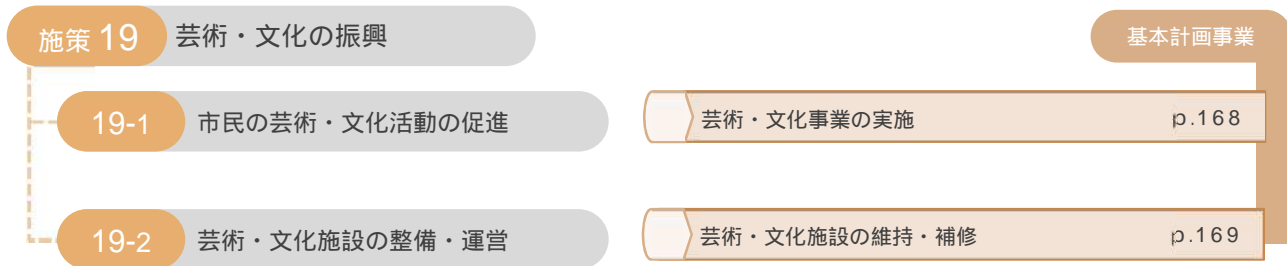 施策 19 芸術・文化の振興
基本計画事業
19-1 市民の芸術・文化活動の促進
芸術・文化事業の実施 p.168
19-2 芸術・文化施設の整備・運営
芸術・文化施設の維持・補修 p.169